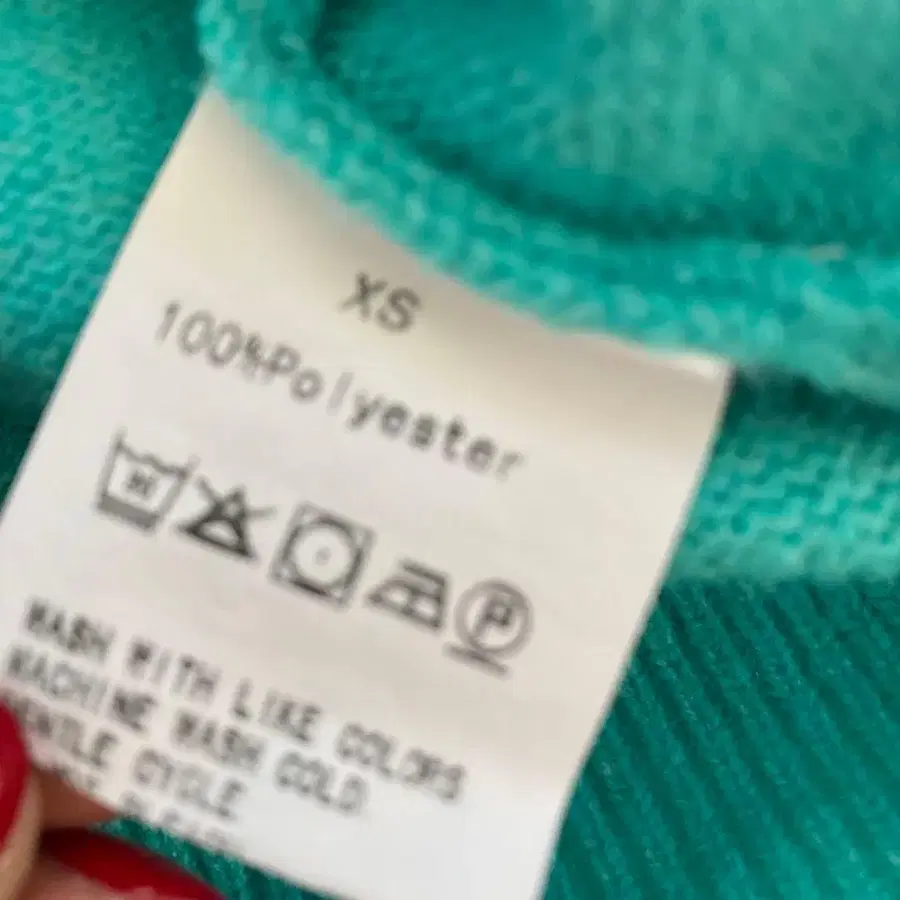 XS
100%Polyester
P
WASH WITH LIKE COLORS
MACHINE WASH COLD
GENTLE CYCLE